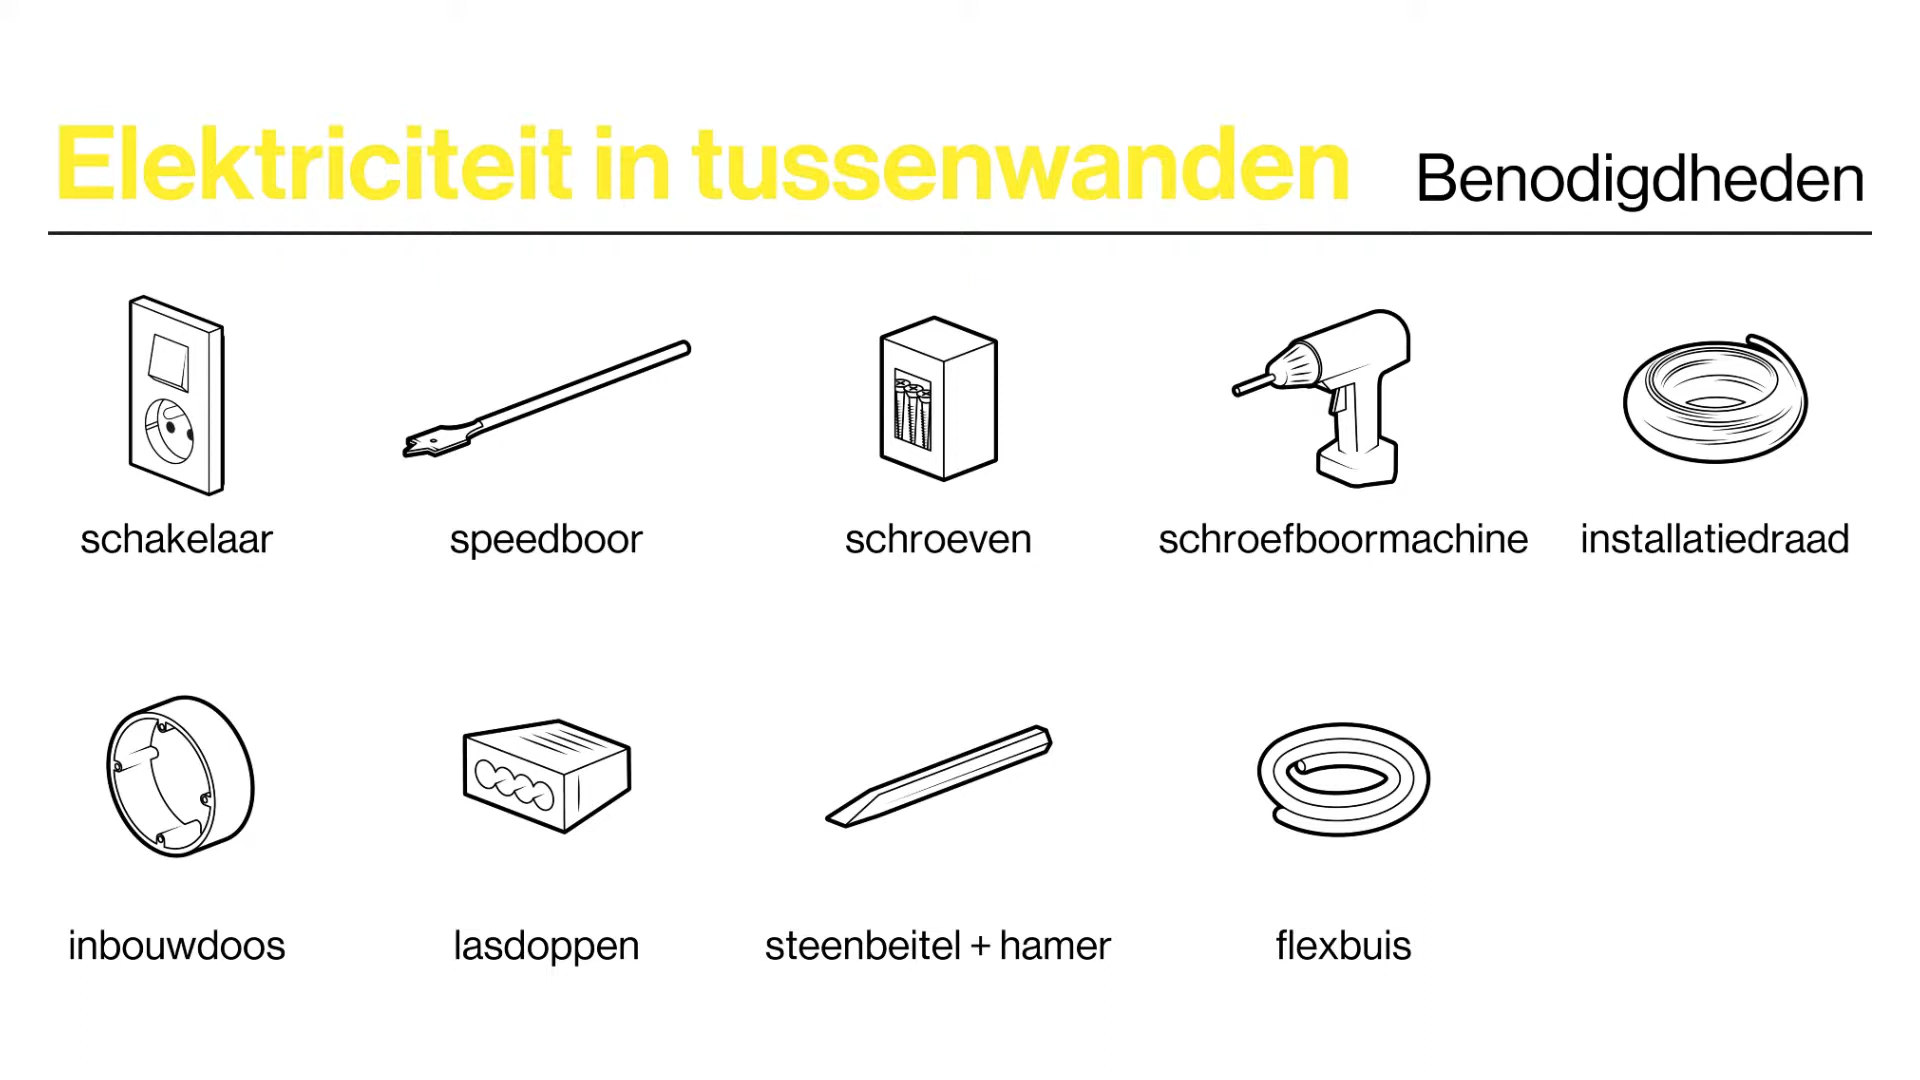 Elektriciteit in tussenwanden Benodigdheden
schakelaar speedboor schroeven schroefboormachine installatiedraad
inbouwdoos lasdoppen steenbeitel + hamer flexbuis